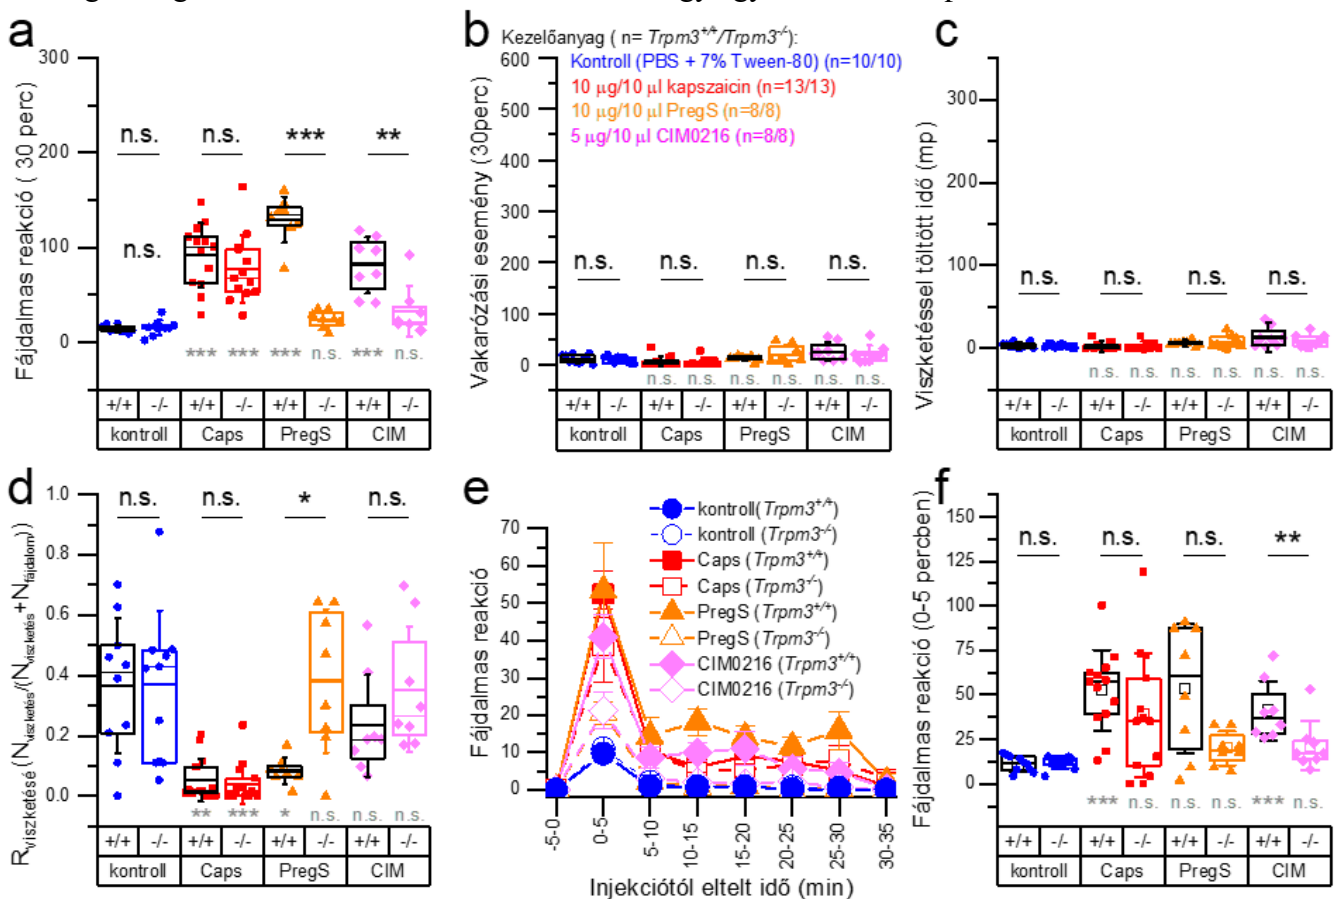 a
Fájdalmas reakció ( 30 perc)
300
200
100
0
n.s.
n.s.
***
**
n.s.
***
***
***
n.s.
***
n.s.
+/+
-/-
+/+
-/-
+/+
-/-
+/+
-/-
kontroll
Caps
PregS
CIM
b
Kezelőanyag ( n= Trpm3+/+/Trpm3-/-):
Kontroll (PBS + 7% Tween-80) (n=10/10)
10 µg/10 µl kapszaicin (n=13/13)
10 µg/10 µl PregS (n=8/8)
5 µg/10 µl CIM0216 (n=8/8)
Vakarózási esemény (30perc)
600
500
400
300
200
100
0
n.s.
n.s.
n.s.
n.s.
n.s.
n.s.
n.s.
n.s.
n.s.
n.s.
+/+
-/-
+/+
-/-
+/+
-/-
+/+
-/-
kontroll
Caps
PregS
CIM
c
Viszketéssel töltött idő (mp)
300
150
0
n.s.
n.s.
n.s.
n.s.
n.s.
n.s.
n.s.
n.s.
n.s.
n.s.
+/+
-/-
+/+
-/-
+/+
-/-
+/+
-/-
kontroll
Caps
PregS
CIM
d
Rviszketésé (Nviszketés/(Nviszketés+Nfájdalom))
1.0
0.8
0.6
0.4
0.2
0.0
n.s.
n.s.
*
n.s.
**
***
*
n.s.
n.s.
n.s.
+/+
-/-
+/+
-/-
+/+
-/-
+/+
-/-
kontroll
Caps
PregS
CIM
e
Fájdalmas reakció
70
60
50
40
30
20
10
0
kontroll(Trpm3+/+)
kontroll (Trpm3-/-)
Caps (Trpm3+/+)
Caps (Trpm3-/-)
PregS (Trpm3+/+)
PregS (Trpm3-/-)
CIM0216 (Trpm3+/+)
CIM0216 (Trpm3-/-)
-5-0
0-5
5-10
10-15
15-20
20-25
25-30
30-35
Injekciótól eltelt idő (min)
f
Fájdalmas reakció (0-5 percben)
150
125
100
75
50
25
0
n.s.
n.s.
n.s.
**
***
n.s.
n.s.
n.s.
***
n.s.
+/+
-/-
+/+
-/-
+/+
-/-
+/+
-/-
kontroll
Caps
PregS
CIM